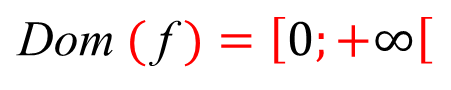 Dom (f) = [0; +∞[